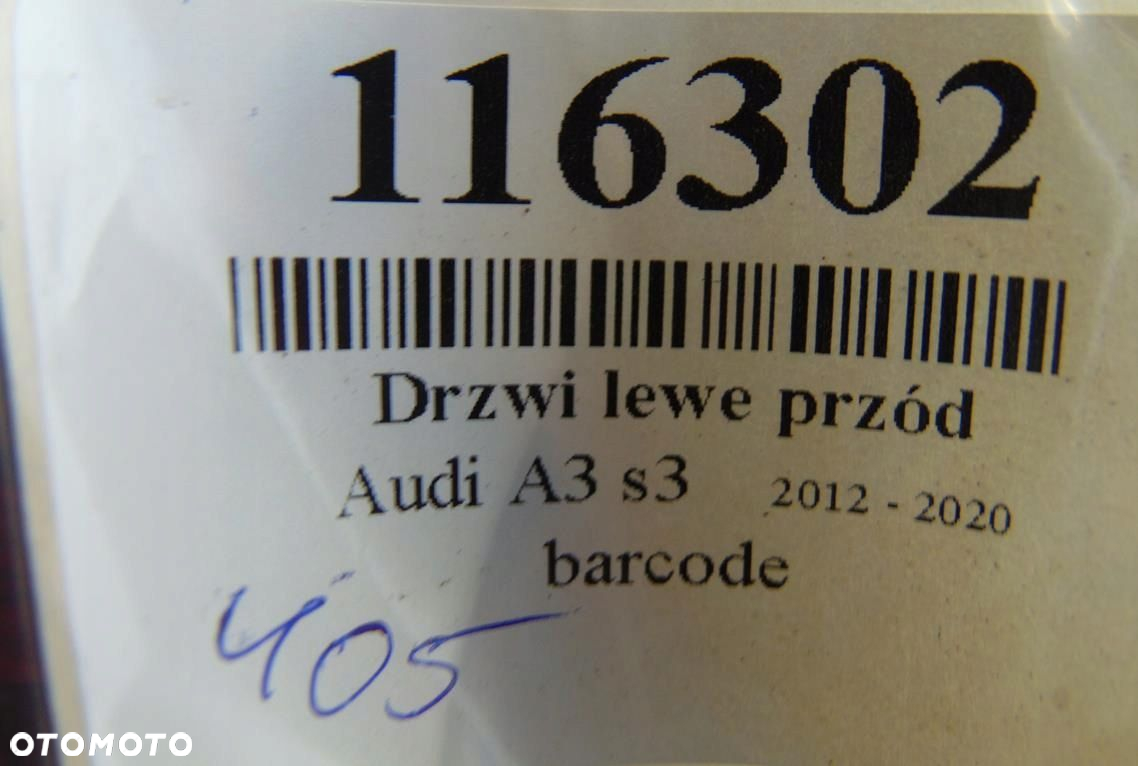 116302
Drzwi lewe przód
Audi A3 s3 2012 - 2020
barcode
405
OTOMOTO